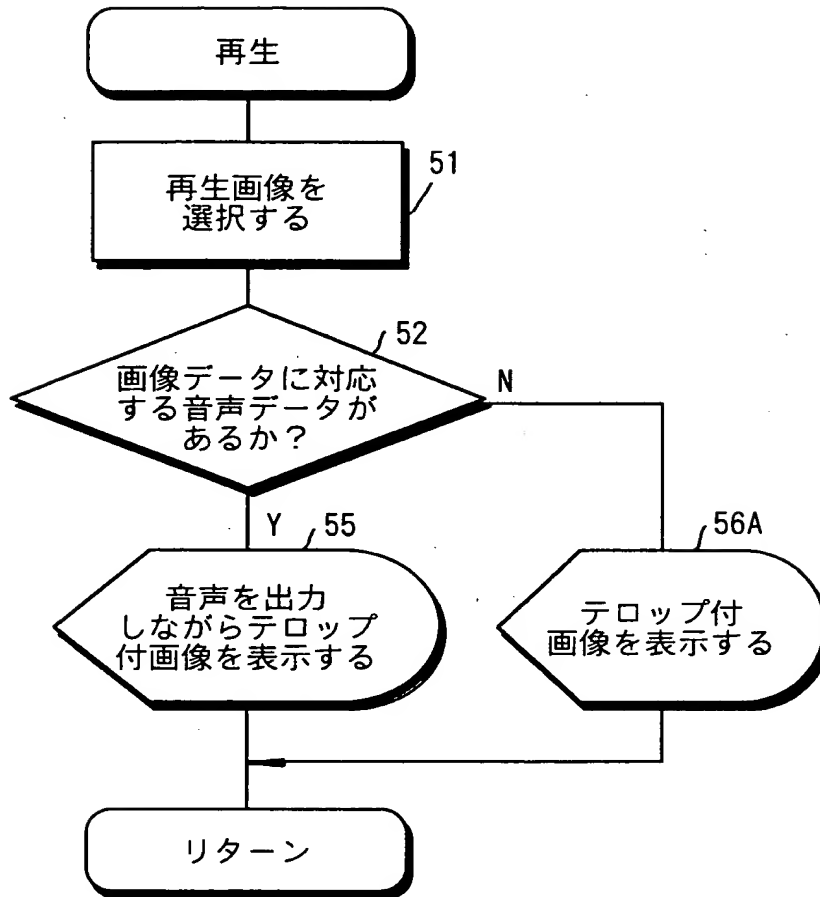 再生
再生画像を
選択する
51
52
画像データに対応
する音声データが
あるか？
N
Y
55
音声を出力
しながらテロップ
付画像を表示する
56A
テロップ付
画像を表示する
リターン